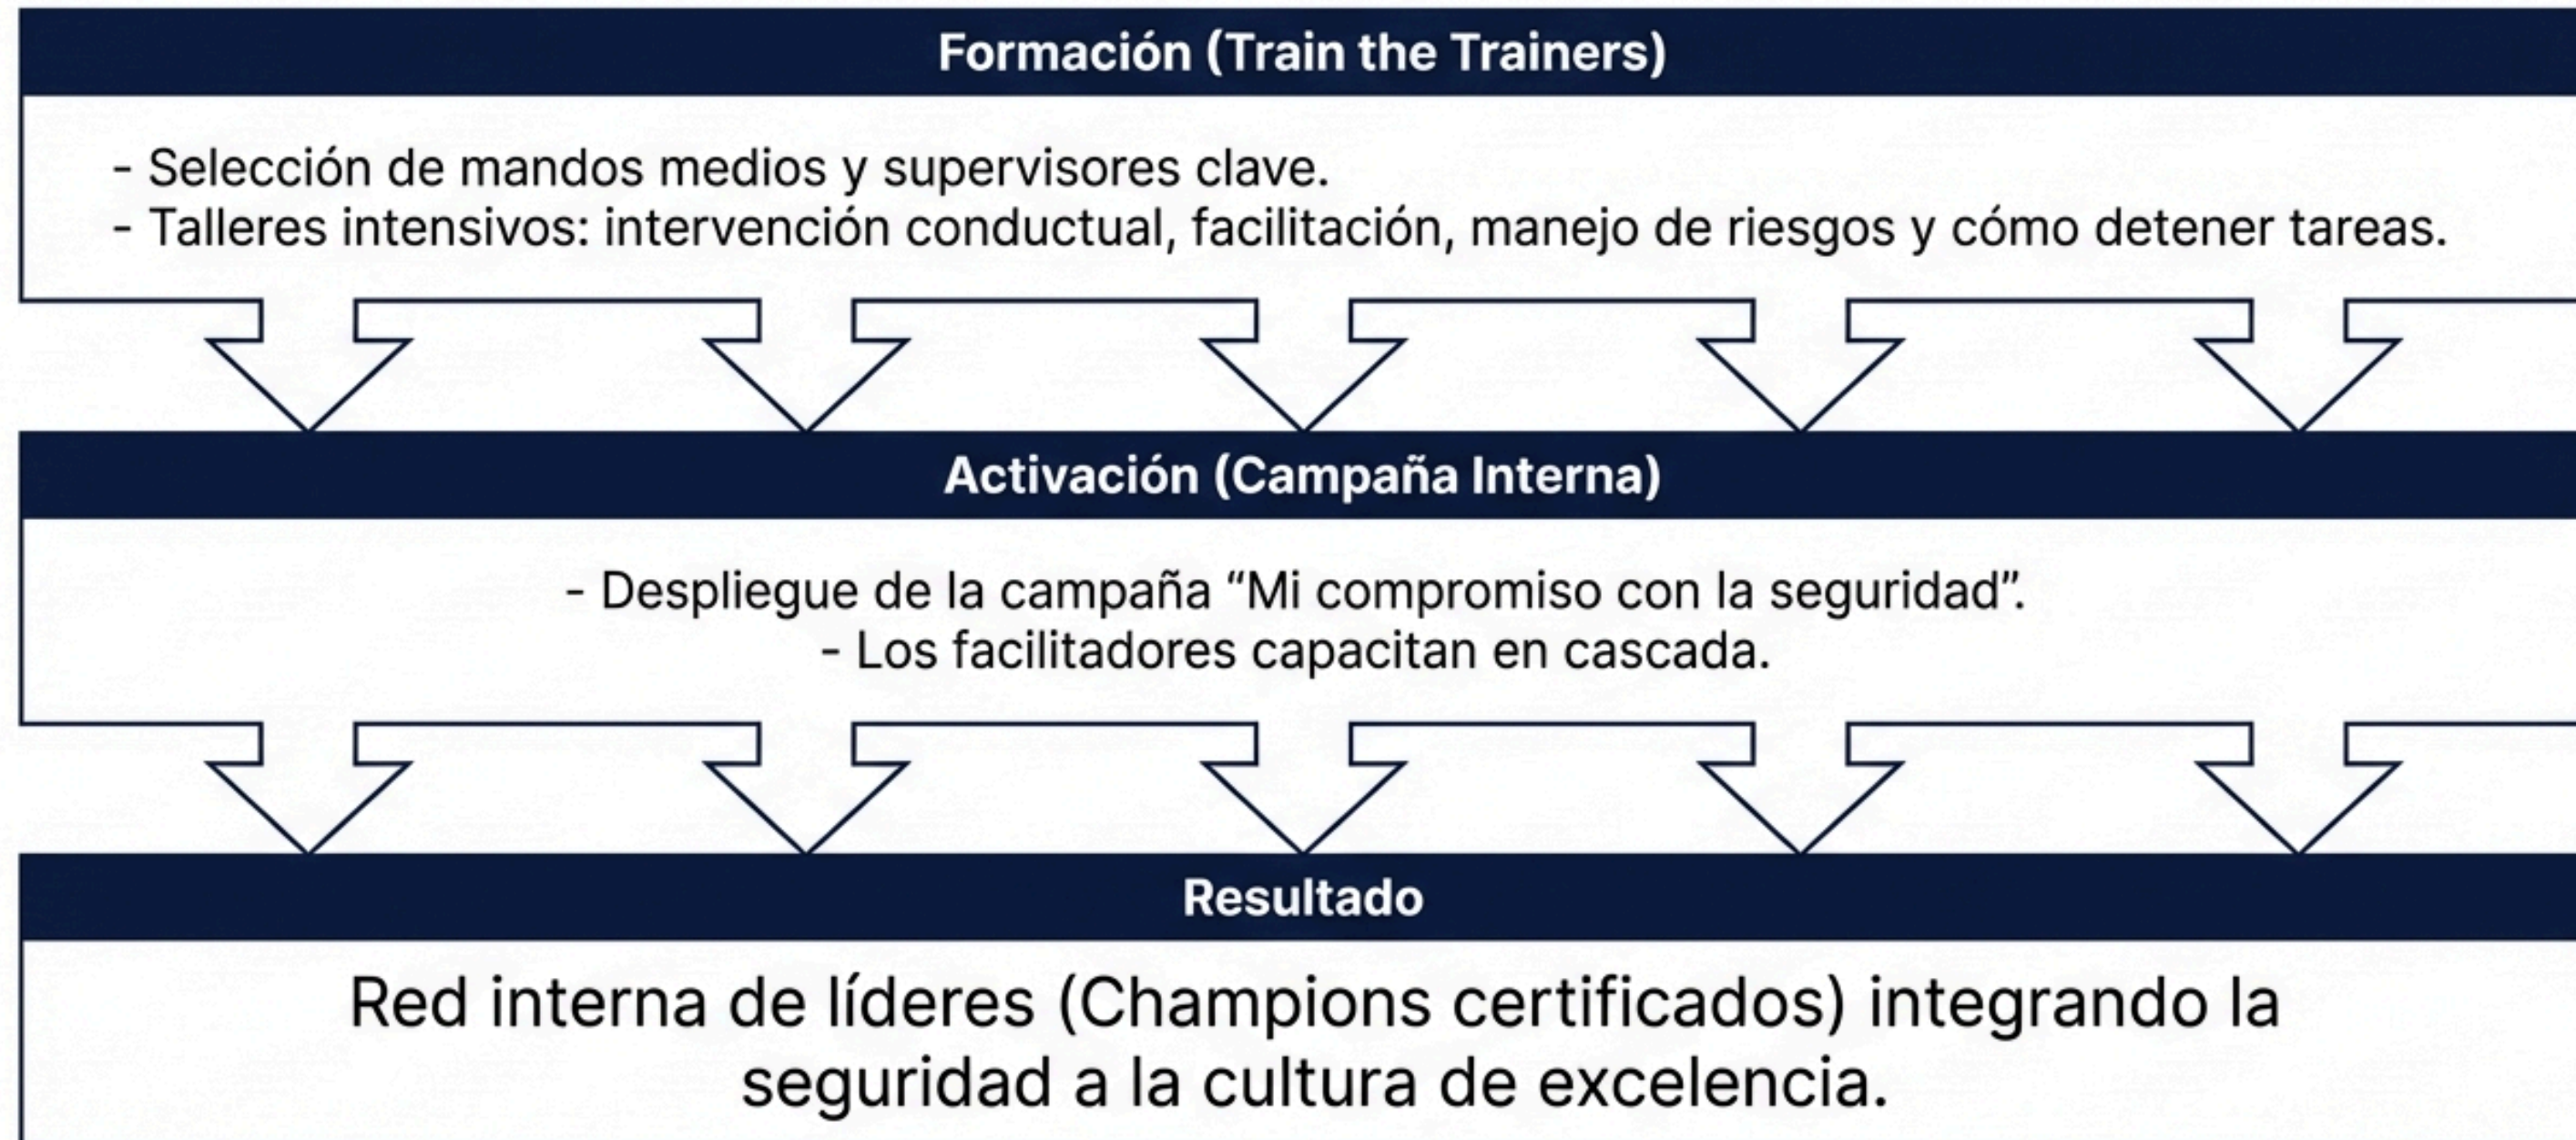 Formación (Train the Trainers)
- Selección de mandos medios y supervisores clave.
- Talleres intensivos: intervención conductual, facilitación, manejo de riesgos y cómo detener tareas.
Activación (Campaña Interna)
- Despliegue de la campaña “Mi compromiso con la seguridad”.
- Los facilitadores capacitan en cascada.
Resultado
Red interna de líderes (Champions certificados) integrando la
seguridad a la cultura de excelencia.